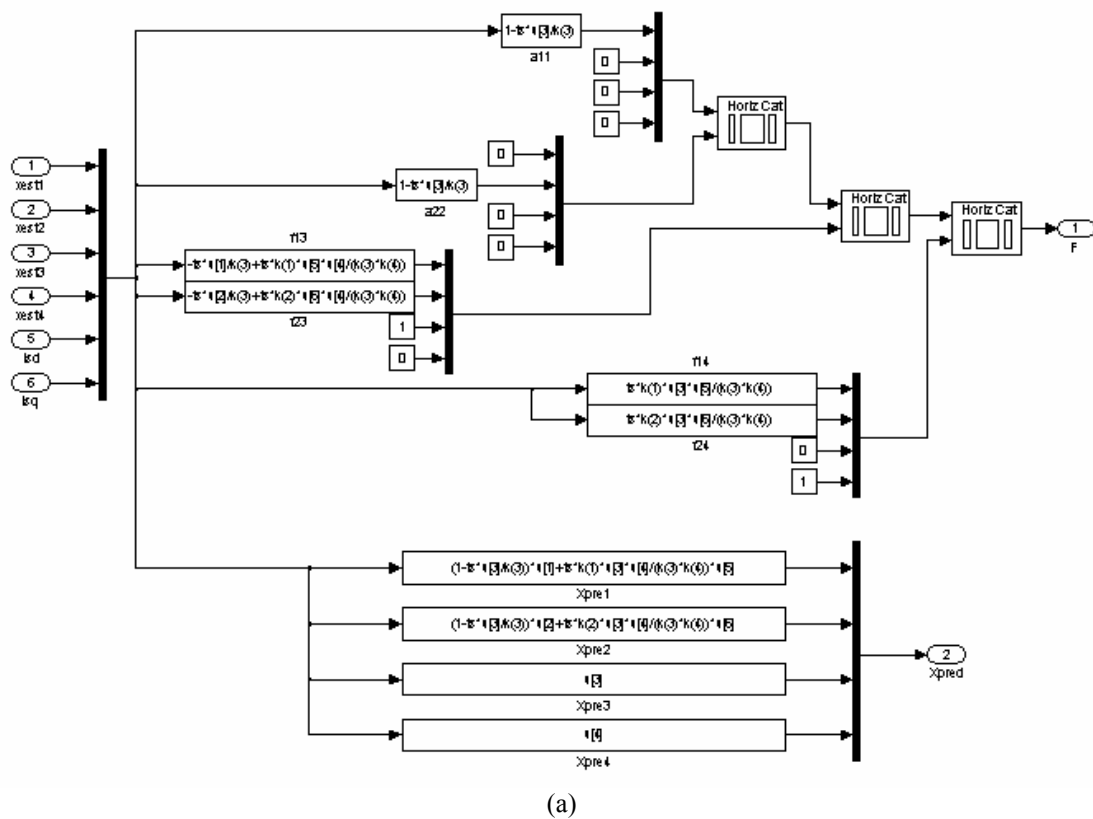 1-ts*u[3]/k(3)
a11
0
0
0
Horiz Cat
0
1-ts*u[3]/k(3)
a22
0
0
Horiz Cat
Horiz Cat
1
F
1
xest1
2
xest2
3
xest3
4
xest4
5
isd
6
isq
f13
-ts*u[1]/k(3)+ts*k(1)*u[5]*u[4]/(k(3)*k(4))
-ts*u[2]/k(3)+ts*k(2)*u[6]*u[4]/(k(3)*k(4))
f23
1
0
f14
ts*k(1)*u[3]*u[5]/(k(3)*k(4))
ts*k(2)*u[3]*u[6]/(k(3)*k(4))
f24
0
1
(1-ts*u[3]/k(3))*u[1]+ts*k(1)*u[3]*u[4]/(k(3)*k(4))*u[5]
Xpre1
(1-ts*u[3]/k(3))*u[2]+ts*k(2)*u[3]*u[4]/(k(3)*k(4))*u[6]
Xpre2
u[3]
Xpre3
u[4]
Xpre4
2
Xpred
(a)